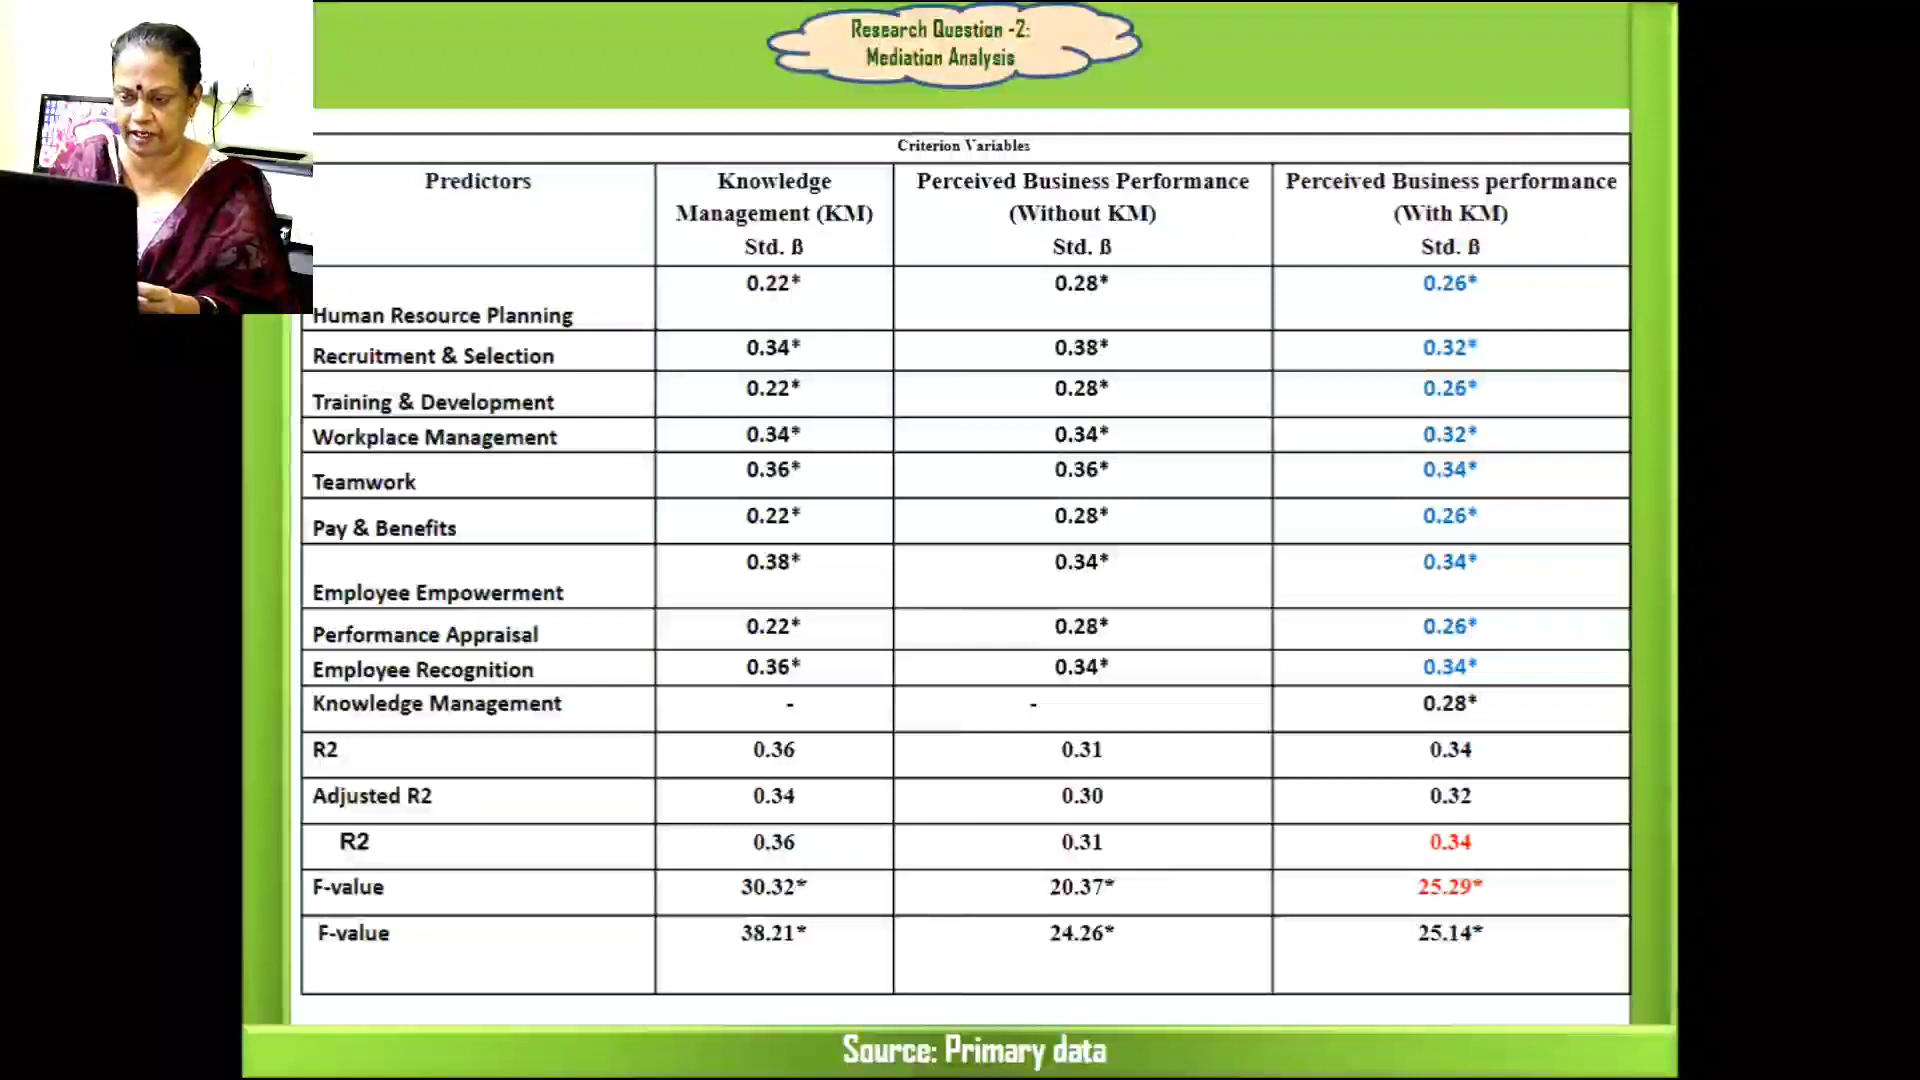 Research Question -2:
Mediation Analysis
Criterion Variables
Predictors
Knowledge
Management (KM)
Std. ß
Perceived Business Performance
(Without KM)
Std. ß
Perceived Business performance
(With KM)
Std. ß
Human Resource Planning 0.22* 0.28* 0.26*
Recruitment & Selection 0.34* 0.38* 0.32*
Training & Development 0.22* 0.28* 0.26*
Workplace Management 0.34* 0.34* 0.32*
Teamwork 0.36* 0.36* 0.34*
Pay & Benefits 0.22* 0.28* 0.26*
Employee Empowerment 0.38* 0.34* 0.34*
Performance Appraisal 0.22* 0.28* 0.26*
Employee Recognition 0.36* 0.34* 0.34*
Knowledge Management - - 0.28*
R2 0.36 0.31 0.34
Adjusted R2 0.34 0.30 0.32
R2 0.36 0.31 0.34
F-value 30.32* 20.37* 25.29*
F-value 38.21* 24.26* 25.14*
Source: Primary data